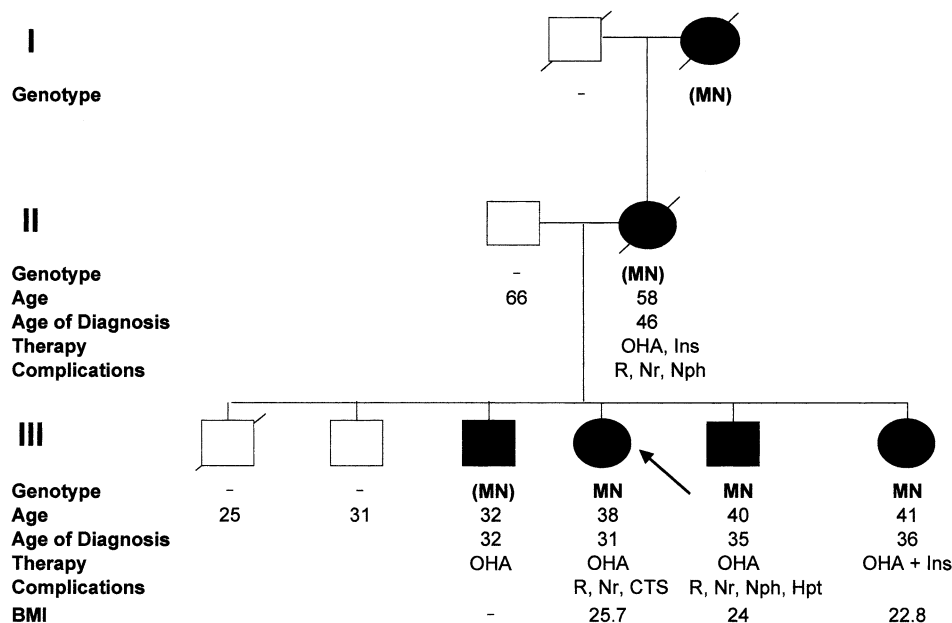 I
Genotype - (MN)
II
Genotype - (MN)
Age 66 58
Age of Diagnosis 46
Therapy OHA, Ins
Complications R, Nr, Nph
III
Genotype - - (MN) MN MN MN
Age 25 31 32 38 40 41
Age of Diagnosis 32 31 35 36
Therapy OHA OHA OHA OHA + Ins
Complications R, Nr, CTS R, Nr, Nph, Hpt
BMI - 25.7 24 22.8